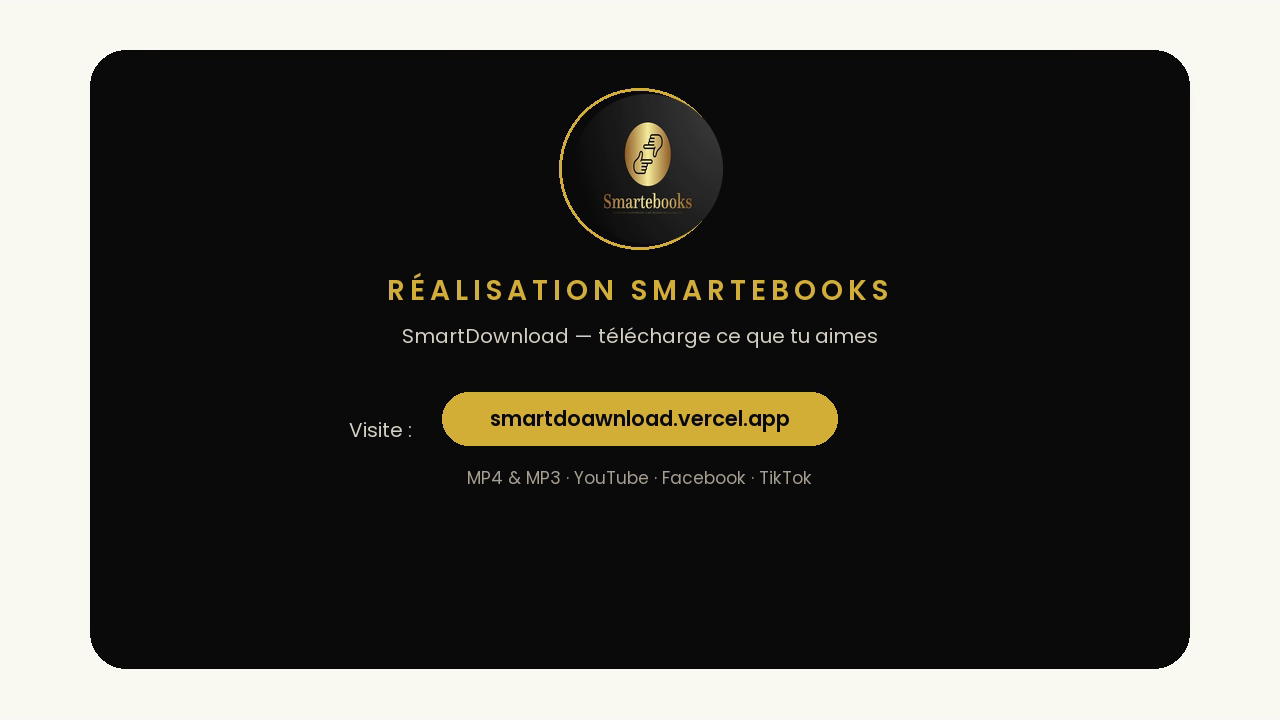 Smartebooks
RÉALISATION SMARTEBOOKS
SmartDownload — télécharge ce que tu aimes
Visite : smartdoawnload.vercel.app
MP4 & MP3 · YouTube · Facebook · TikTok